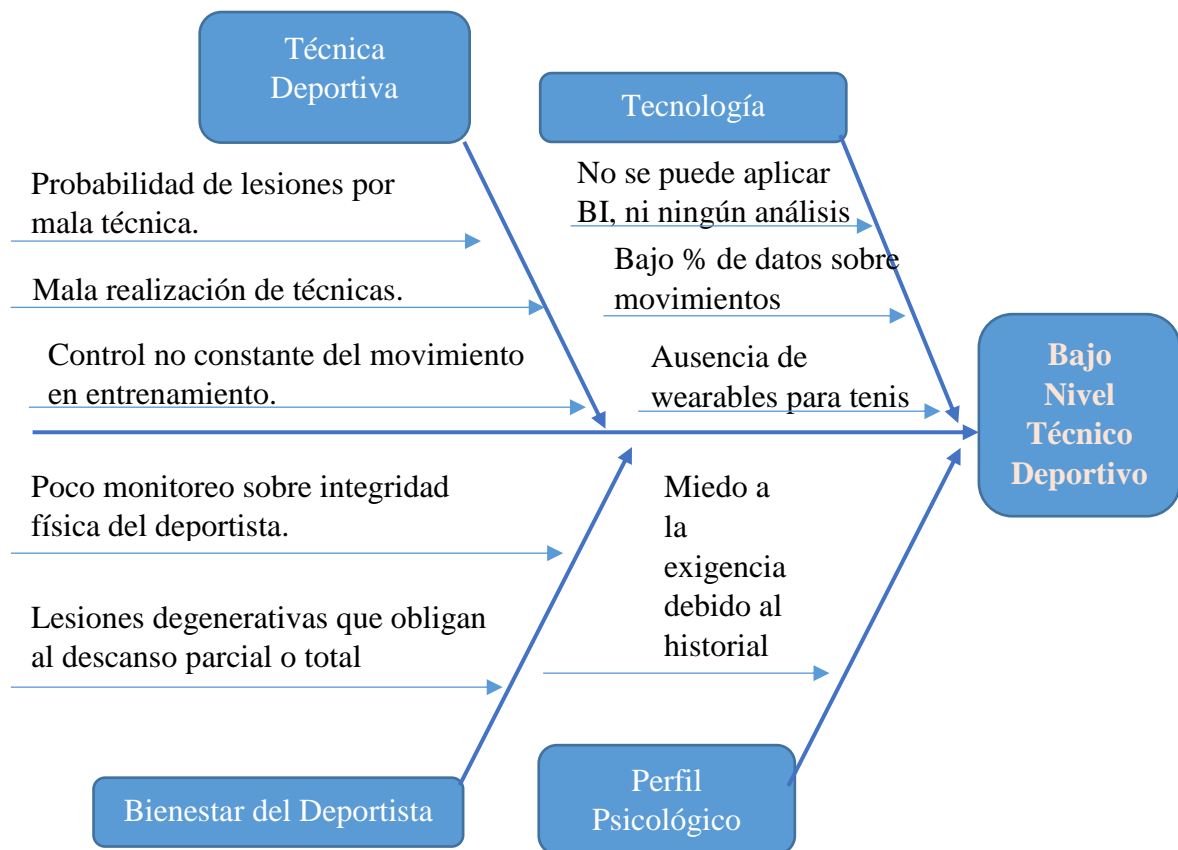 Técnica
Deportiva
Tecnología
Probabilidad de lesiones por
mala técnica.
Mala realización de técnicas.
Control no constante del movimiento
en entrenamiento.
No se puede aplicar
BI, ni ningún análisis
Bajo % de datos sobre
movimientos
Ausencia de
wearables para tenis
Bajo
Nivel
Técnico
Deportivo
Poco monitoreo sobre integridad
física del deportista.
Lesiones degenerativas que obligan
al descanso parcial o total
Miedo a
la
exigencia
debido al
historial
Bienestar del Deportista
Perfil
Psicológico